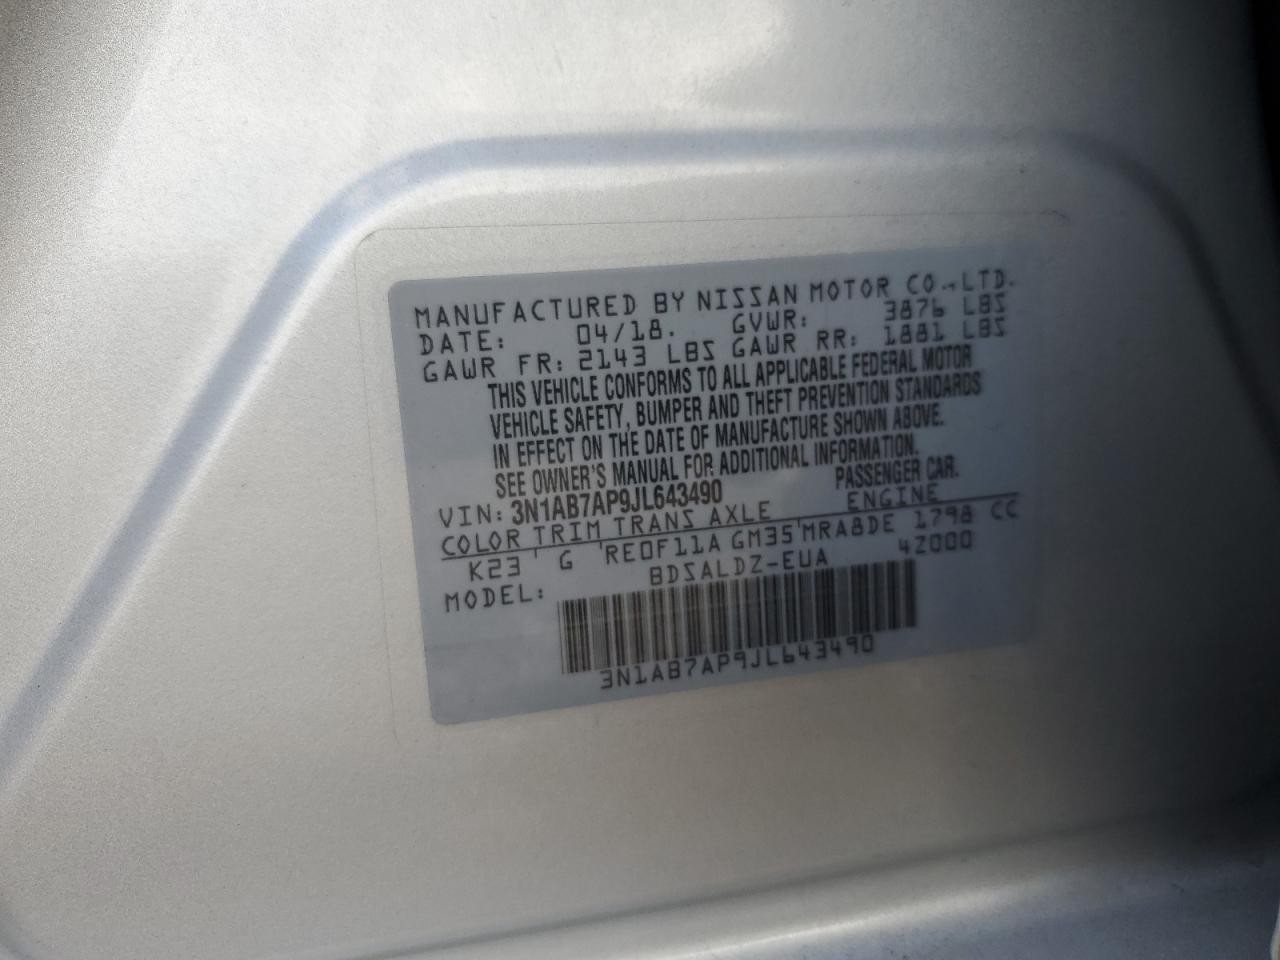 MANUFACTURED BY NISSAN MOTOR CO.,LTD.
DATE: 04/18. GVWR: 3876 LBS
GAWR FR: 2143 LBS GAWR RR: 1881 LBS
THIS VEHICLE CONFORMS TO ALL APPLICABLE FEDERAL MOTOR
VEHICLE SAFETY, BUMPER AND THEFT PREVENTION STANDARDS
IN EFFECT ON THE DATE OF MANUFACTURE SHOWN ABOVE.
SEE OWNER'S MANUAL FOR ADDITIONAL INFORMATION.
VIN: 3N1AB7AP9JL643490 PASSENGER CAR.
COLOR TRIM TRANS AXLE ENGINE
K23 G RE0F11A GM35 MRA8DE 1798 CC
MODEL: BDSALDZ-EUA 4Z000
3N1AB7AP9JL643490